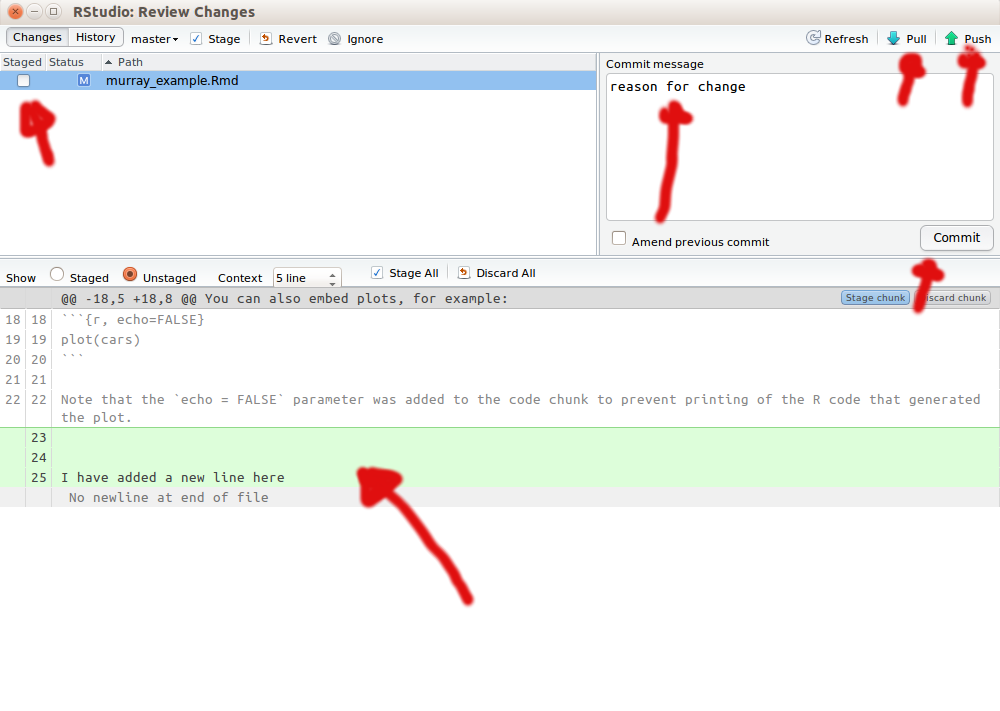 RStudio: Review Changes
Changes History master Stage Revert Ignore Refresh Pull Push
Staged Status Path
M murray_example.Rmd
Commit message
reason for change
Amend previous commit
Commit
Show Staged Unstaged Context 5 line Stage All Discard All
@@ -18,5 +18,8 @@ You can also embed plots, for example: Stage chunk iscard chunk
18 18 ```{r, echo=FALSE}
19 19 plot(cars)
20 20 ```
21 21
22 22 Note that the `echo = FALSE` parameter was added to the code chunk to prevent printing of the R code that generated
the plot.
23
24
25 I have added a new line here
No newline at end of file